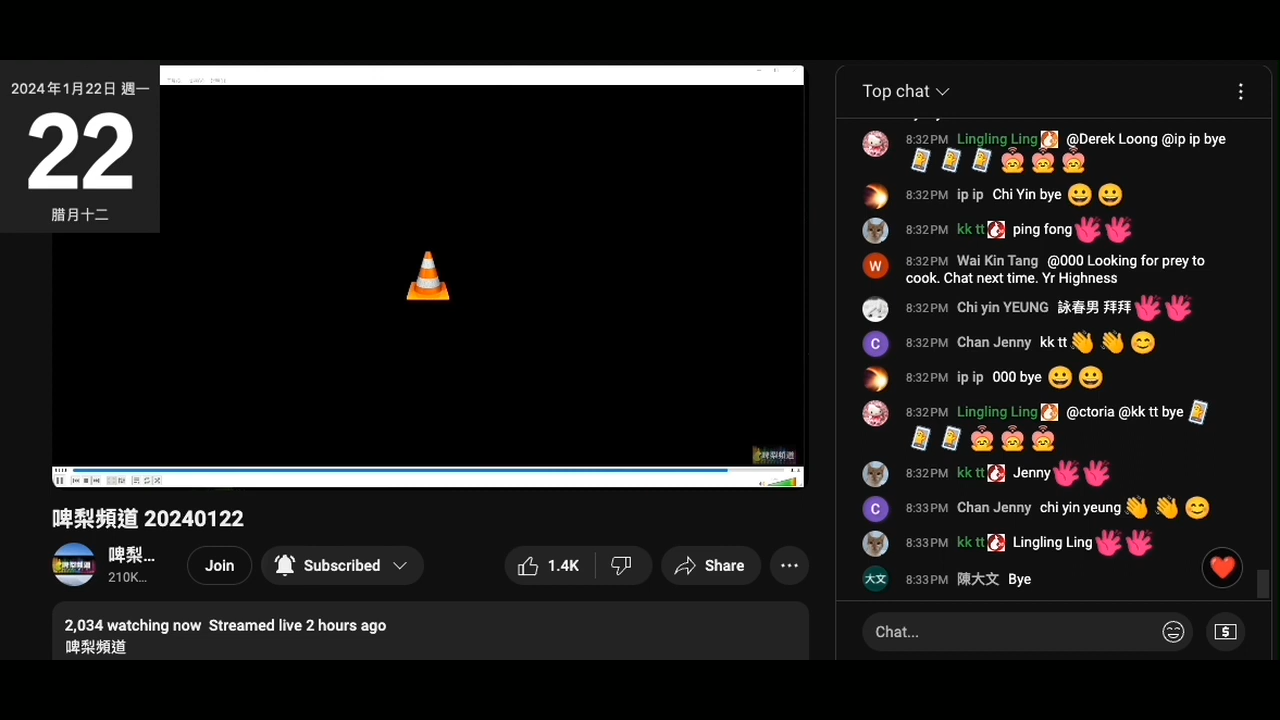 2024年1月22日 週一
22
腊月十二
啤梨頻道
啤梨頻道 20240122
啤梨...
210K...
Join
Subscribed
1.4K
Share
2,034 watching now Streamed live 2 hours ago
啤梨頻道
Top chat
8:32PM Lingling Ling @Derek Loong @ip ip bye
8:32PM ip ip Chi Yin bye
8:32PM kk tt ping fong
W 8:32PM Wai Kin Tang @000 Looking for prey to
cook. Chat next time. Yr Highness
8:32PM Chi yin YEUNG 詠春男 拜拜
C 8:32PM Chan Jenny kk tt
8:32PM ip ip 000 bye
8:32PM Lingling Ling @ctoria @kk tt bye
8:32PM kk tt Jenny
C 8:33PM Chan Jenny chi yin yeung
8:33PM kk tt Lingling Ling
大文 8:33PM 陳大文 Bye
Chat...